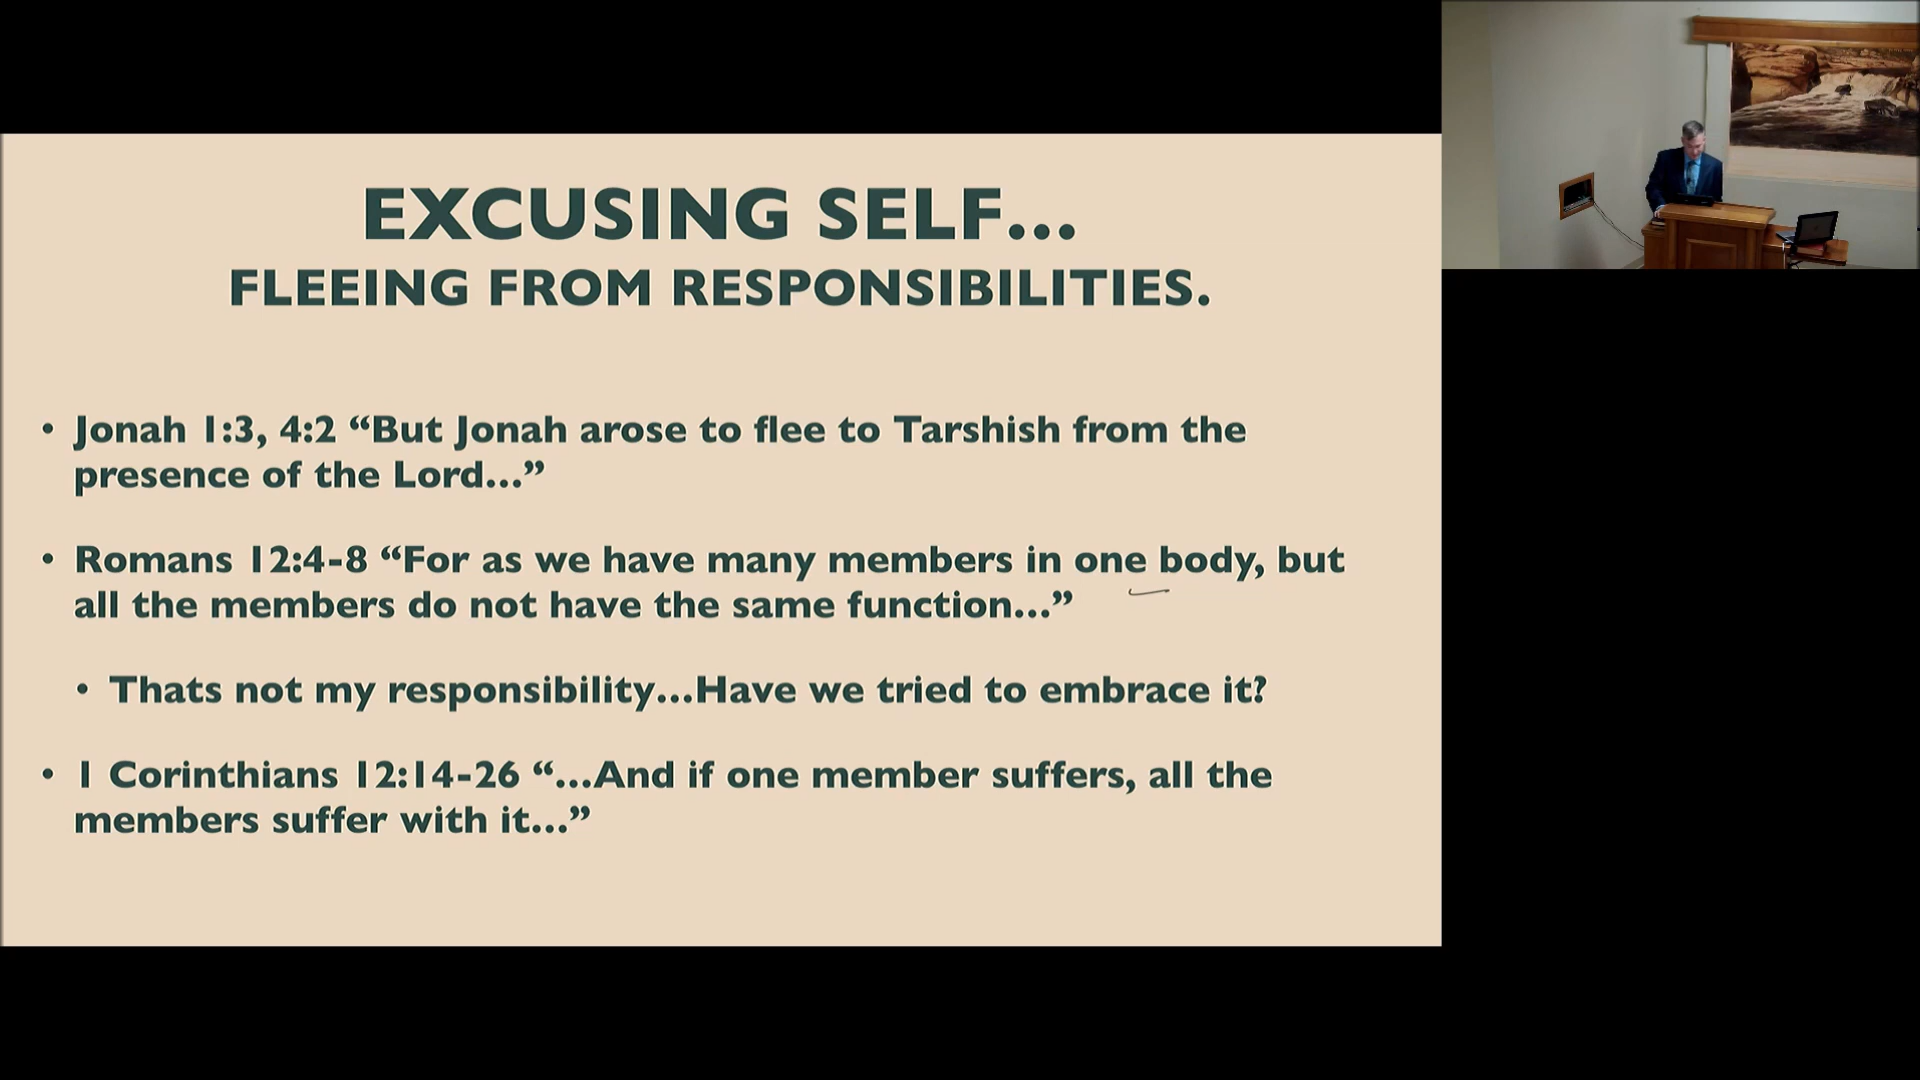 EXCUSING SELF...
FLEEING FROM RESPONSIBILITIES.
• Jonah 1:3, 4:2 “But Jonah arose to flee to Tarshish from the
presence of the Lord...”
• Romans 12:4-8 “For as we have many members in one body, but
all the members do not have the same function...”
• Thats not my responsibility...Have we tried to embrace it?
• 1 Corinthians 12:14-26 “...And if one member suffers, all the
members suffer with it...”